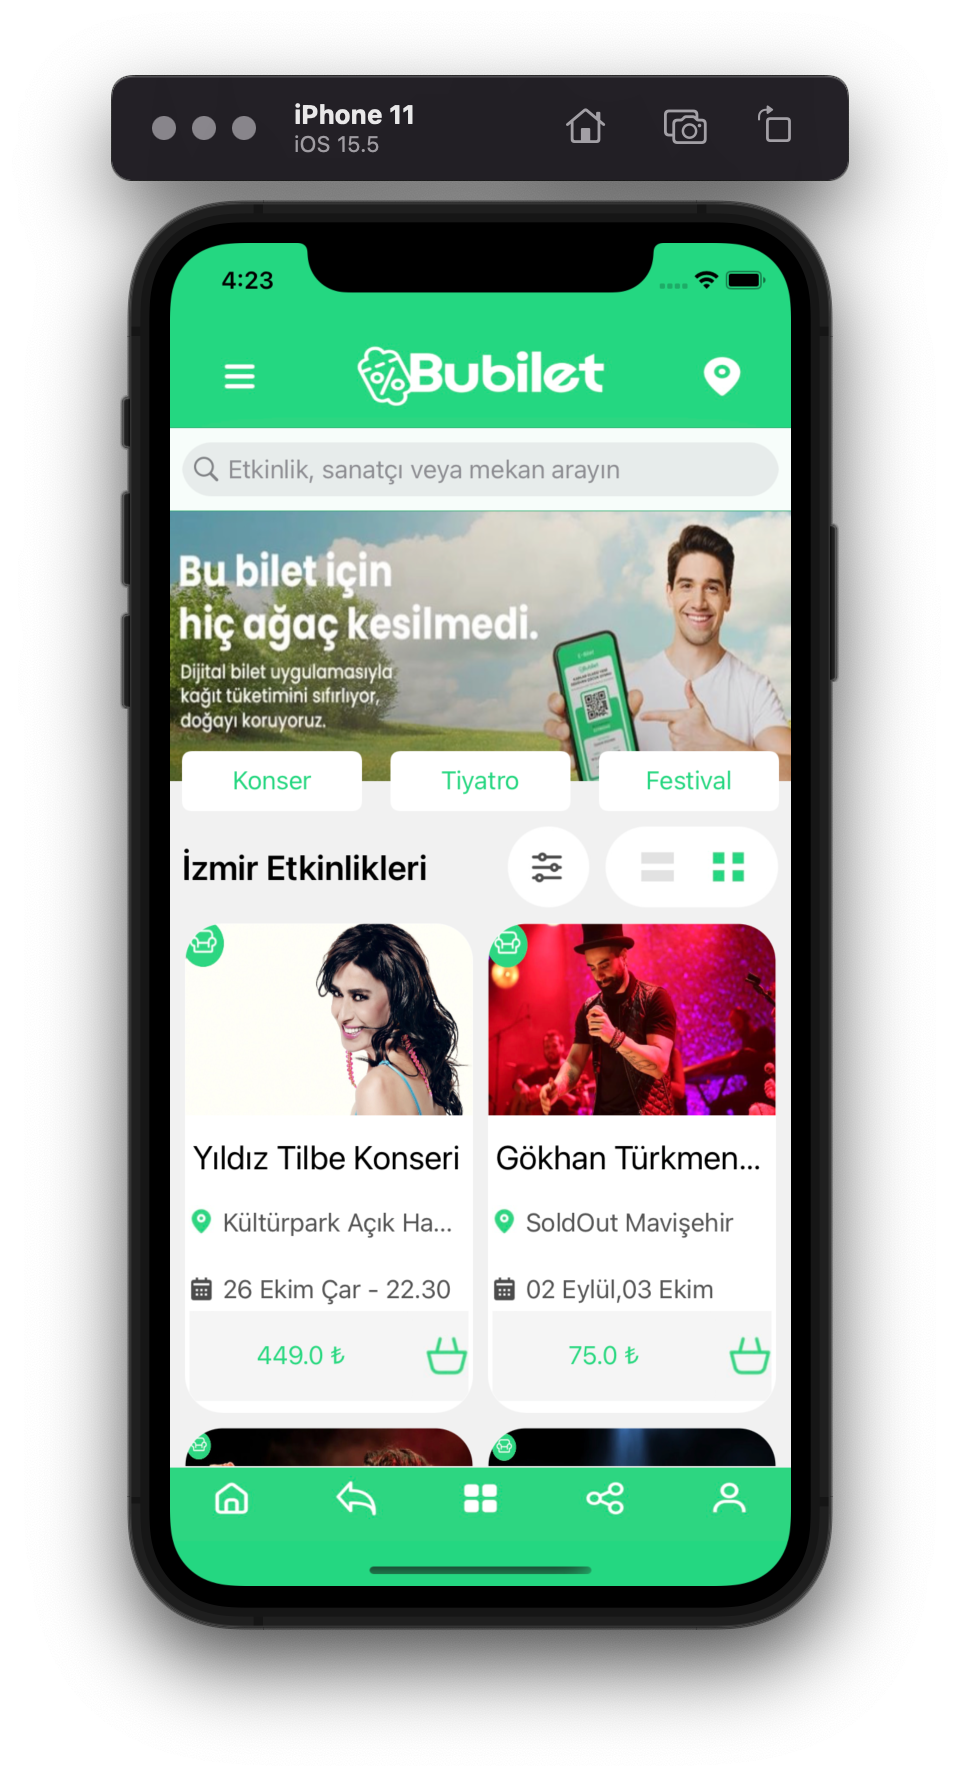 iPhone 11
iOS 15.5
4:23
Bubilet
Etkinlik, sanatçı veya mekan arayın
Bu bilet için
hiç ağaç kesilmedi.
Dijital bilet uygulamasıyla
kağıt tüketimini sıfırlıyor,
doğayı koruyoruz.
Konser
Tiyatro
Festival
İzmir Etkinlikleri
Yıldız Tilbe Konseri
Kültürpark Açık Ha...
26 Ekim Çar - 22.30
449.0 ₺
Gökhan Türkmen...
SoldOut Mavişehir
02 Eylül,03 Ekim
75.0 ₺